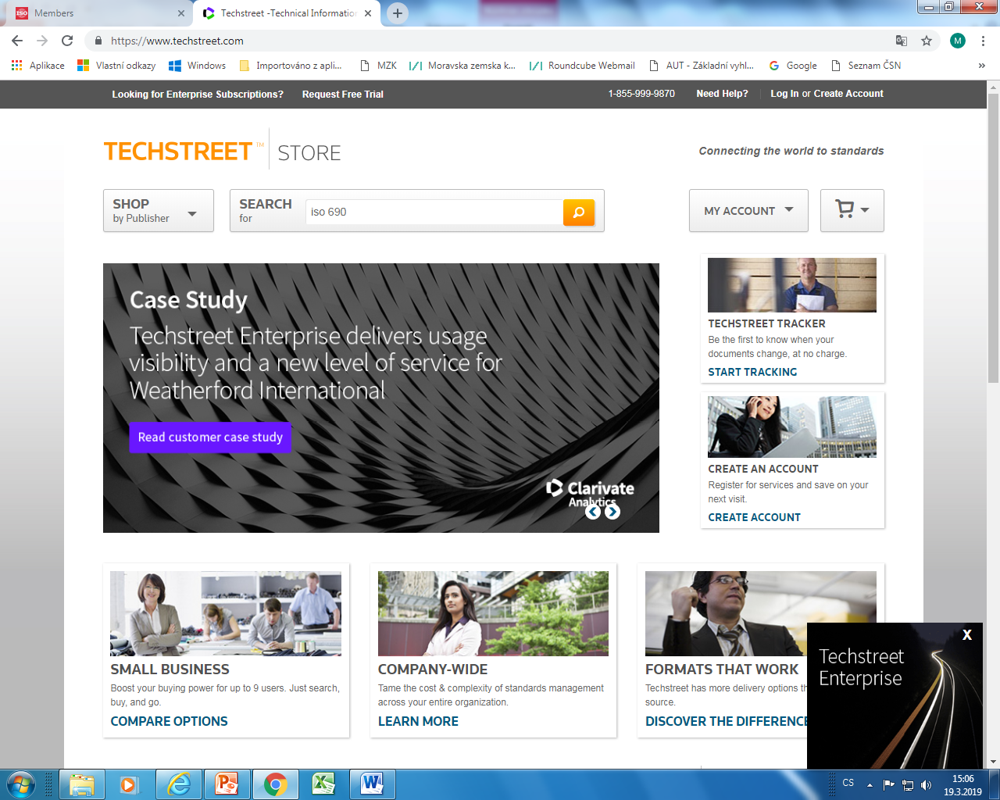 Members
Techstreet -Technical Information
https://www.techstreet.com
M
Aplikace
Vlastní odkazy
Windows
Importováno z apli...
MZK
Moravska zemska k...
Roundcube Webmail
AUT - Základní vyhl...
Google
Seznam ČSN
»
Looking for Enterprise Subscriptions?
Request Free Trial
1-855-999-9870
Need Help?
Log In or Create Account
TECHSTREET™
STORE
Connecting the world to standards
SHOP
by Publisher
SEARCH
for
iso 690
MY ACCOUNT
Case Study
Techstreet Enterprise delivers usage
visibility and a new level of service for
Weatherford International
Read customer case study
Clarivate
Analytics
TECHSTREET TRACKER
Be the first to know when your
documents change, at no charge.
START TRACKING
CREATE AN ACCOUNT
Register for services and save on your
next visit.
CREATE ACCOUNT
SMALL BUSINESS
Boost your buying power for up to 9 users. Just search,
buy, and go.
COMPARE OPTIONS
COMPANY-WIDE
Tame the cost & complexity of standards management
across your entire organization.
LEARN MORE
FORMATS THAT WORK
Techstreet has more delivery options th
source.
DISCOVER THE DIFFERENCE
X
Techstreet
Enterprise
CS
15:06
19.3.2019